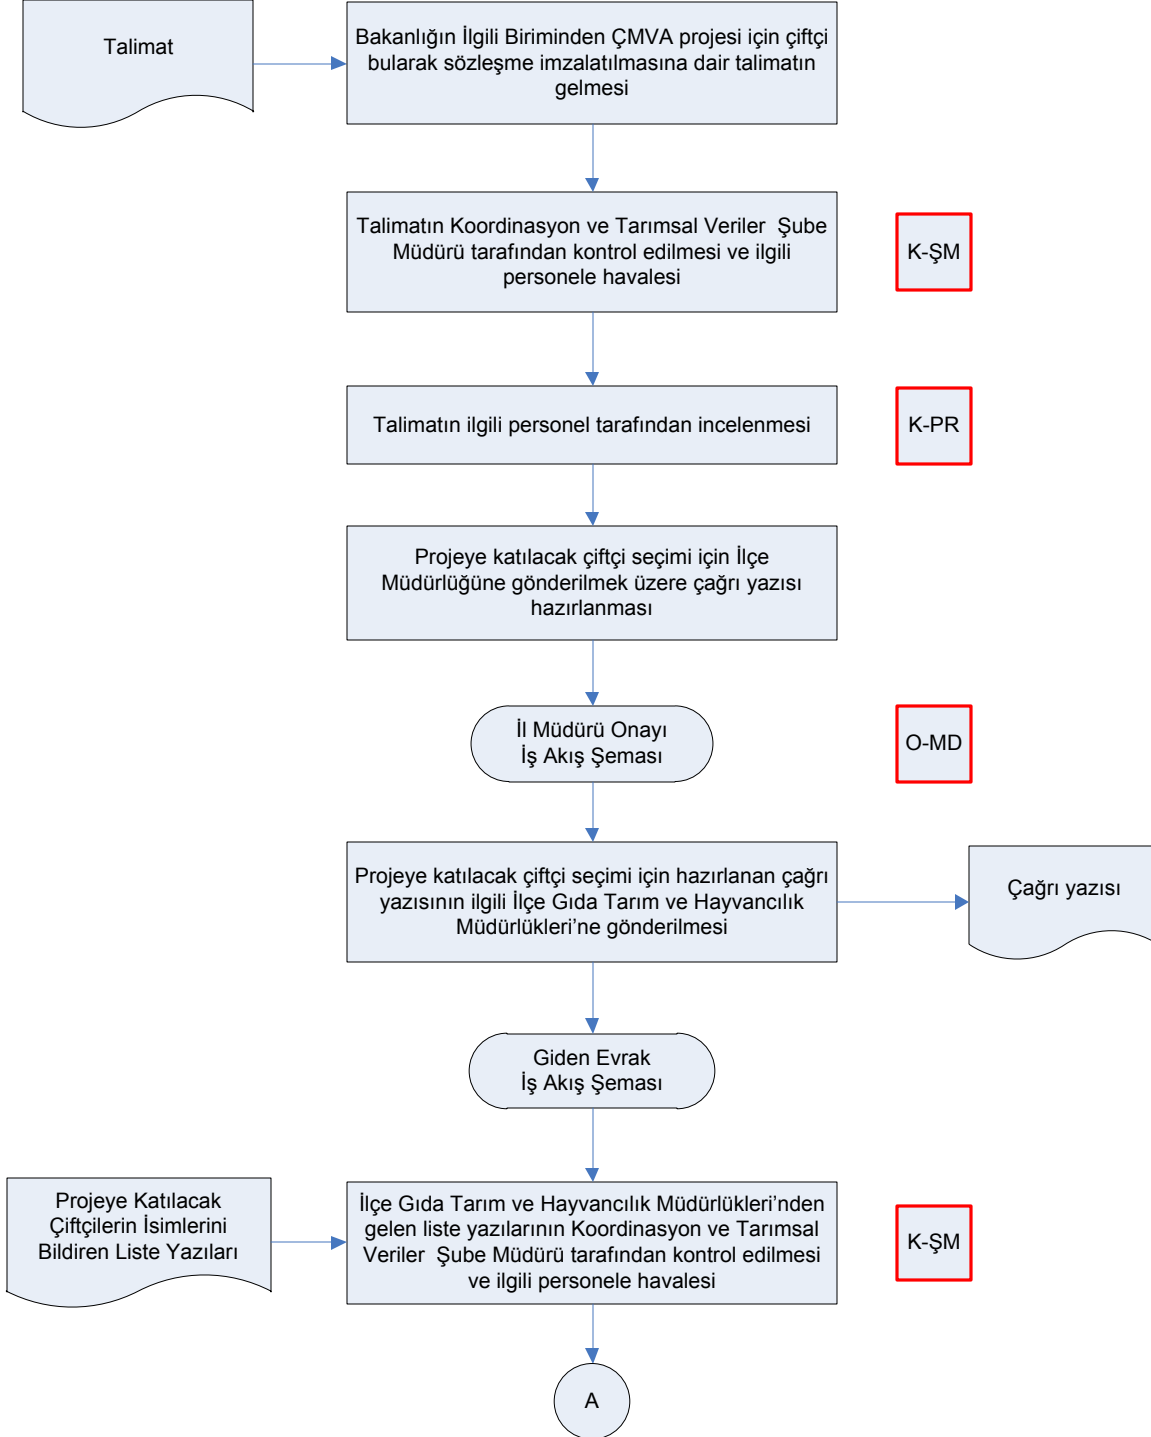 Talimat
Bakanlığın İlgili Biriminden ÇMVA projesi için çiftçi
bularak sözleşme imzalatılmasına dair talimatın
gelmesi
Talimatın Koordinasyon ve Tarımsal Veriler  Şube
Müdürü tarafından kontrol edilmesi ve ilgili
personele havalesi
K-ŞM
Talimatın ilgili personel tarafından incelenmesi
K-PR
Projeye katılacak çiftçi seçimi için İlçe
Müdürlüğüne gönderilmek üzere çağrı yazısı
hazırlanması
İl Müdürü Onayı
İş Akış Şeması
O-MD
Projeye katılacak çiftçi seçimi için hazırlanan çağrı
yazısının ilgili İlçe Gıda Tarım ve Hayvancılık
Müdürlükleri’ne gönderilmesi
Çağrı yazısı
Giden Evrak
İş Akış Şeması
Projeye Katılacak
Çiftçilerin İsimlerini
Bildiren Liste Yazıları
İlçe Gıda Tarım ve Hayvancılık Müdürlükleri’nden
gelen liste yazılarının Koordinasyon ve Tarımsal
Veriler  Şube Müdürü tarafından kontrol edilmesi
ve ilgili personele havalesi
K-ŞM
A